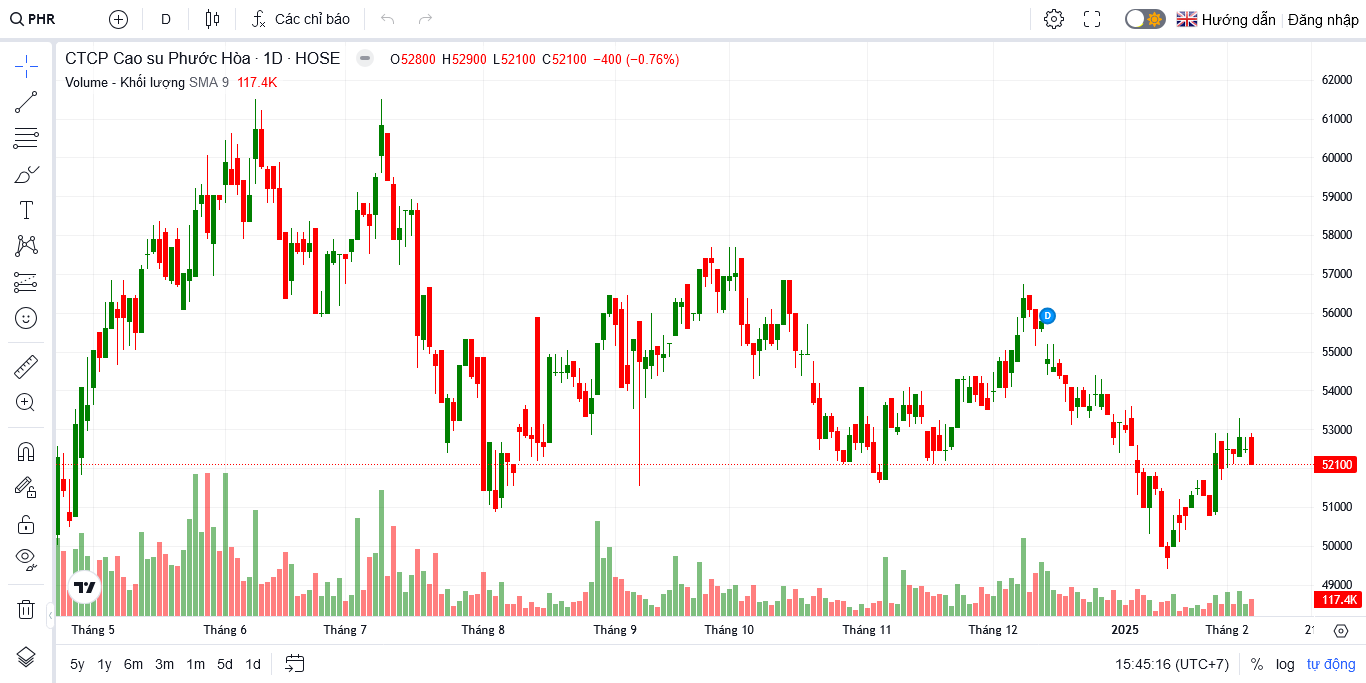 PHR D Các chỉ báo Hướng dẫn Đăng nhập
CTCP Cao su Phước Hòa · 1D · HOSE O52800 H52900 L52100 C52100 −400 (−0.76%)
Volume - Khối lượng SMA 9 117.4K
62000
61000
60000
59000
58000
57000
56000
D
55000
54000
53000
52100
51000
50000
49000
117.4K
Tháng 5 Tháng 6 Tháng 7 Tháng 8 Tháng 9 Tháng 10 Tháng 11 Tháng 12 2025 Tháng 2
5y 1y 6m 3m 1m 5d 1d 15:45:16 (UTC+7) % log tự động